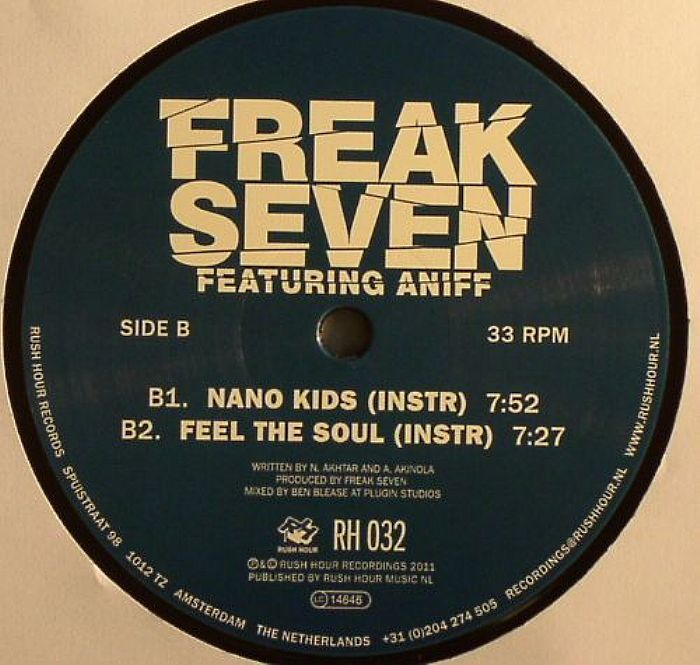 FREAK
SEVEN
FEATURING ANIFF
SIDE B 33 RPM
B1. NANO KIDS (INSTR) 7:52
B2. FEEL THE SOUL (INSTR) 7:27
WRITTEN BY N. AKHTAR AND A. AKINOLA
PRODUCED BY FREAK SEVEN
MIXED BY BEN BLEASE AT PLUGIN STUDIOS
RUSH HOUR RH 032
℗&© RUSH HOUR RECORDINGS 2011
PUBLISHED BY RUSH HOUR MUSIC NL
LC 14646
RUSH HOUR RECORDS SPUISTRAAT 98 1012 TZ AMSTERDAM THE NETHERLANDS +31 (0)204 274 505 RECORDINGS@RUSHHOUR.NL WWW.RUSHHOUR.NL